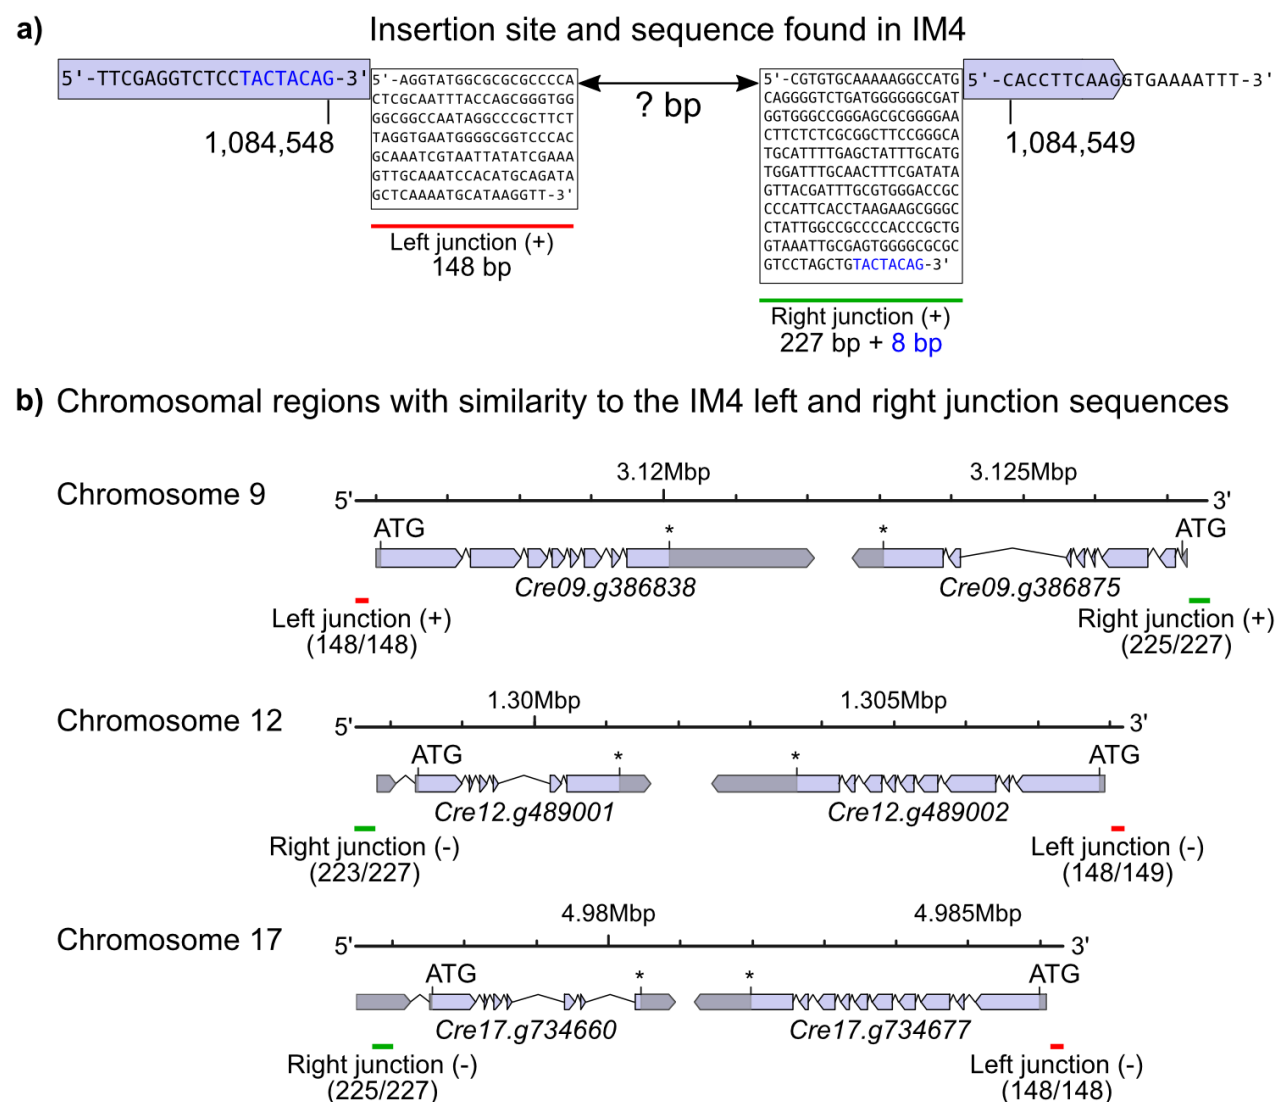 a)
Insertion site and sequence found in IM4
5'-TTCGAGGTCTCCTACTACAG-3'
1,084,548
5'-AGGTATGGCGCGCGCCCCA
CTCGCAATTTACCAGCGGGTGG
GGCGGCCAATAGGCCCGCTTCT
TAGGTGAATGGGGCGGTCCCAC
GCAAATCGTAATTATATCGAAA
GTTGCAAATCCACATGCAGATA
GCTCAAAATGCATAAGGTT-3'
Left junction (+)
148 bp
? bp
5'-CGTGTGCAAAAAGGCCATG
CAGGGGTCTGATGGGGGGCGAT
GGTGGGCCGGGAGCGCGGGGAA
CTTCTCTCGCGGCTTCCGGGCA
TGCATTTTGAGCTATTTGCATG
TGGATTTGCAACTTTCGATATA
GTTACGATTTGCGTGGGACCGC
CCCATTCACCTAAGAAGCGGGC
CTATTGGCCGCCCCACCCGCTG
GTAAATTGCGAGTGGGGCGCGC
GTCCTAGCTGTACTACAG-3'
Right junction (+)
227 bp + 8 bp
5'-CACCTTCAAGGTGAAAATTT-3'
1,084,549
b) Chromosomal regions with similarity to the IM4 left and right junction sequences
Chromosome 9
5'
3.12Mbp
3.125Mbp
3'
ATG
*
*
ATG
Cre09.g386838
Cre09.g386875
Left junction (+)
(148/148)
Right junction (+)
(225/227)
Chromosome 12
5'
1.30Mbp
1.305Mbp
3'
ATG
*
*
ATG
Cre12.g489001
Cre12.g489002
Right junction (-)
(223/227)
Left junction (-)
(148/149)
Chromosome 17
5'
4.98Mbp
4.985Mbp
3'
ATG
*
*
ATG
Cre17.g734660
Cre17.g734677
Right junction (-)
(225/227)
Left junction (-)
(148/148)